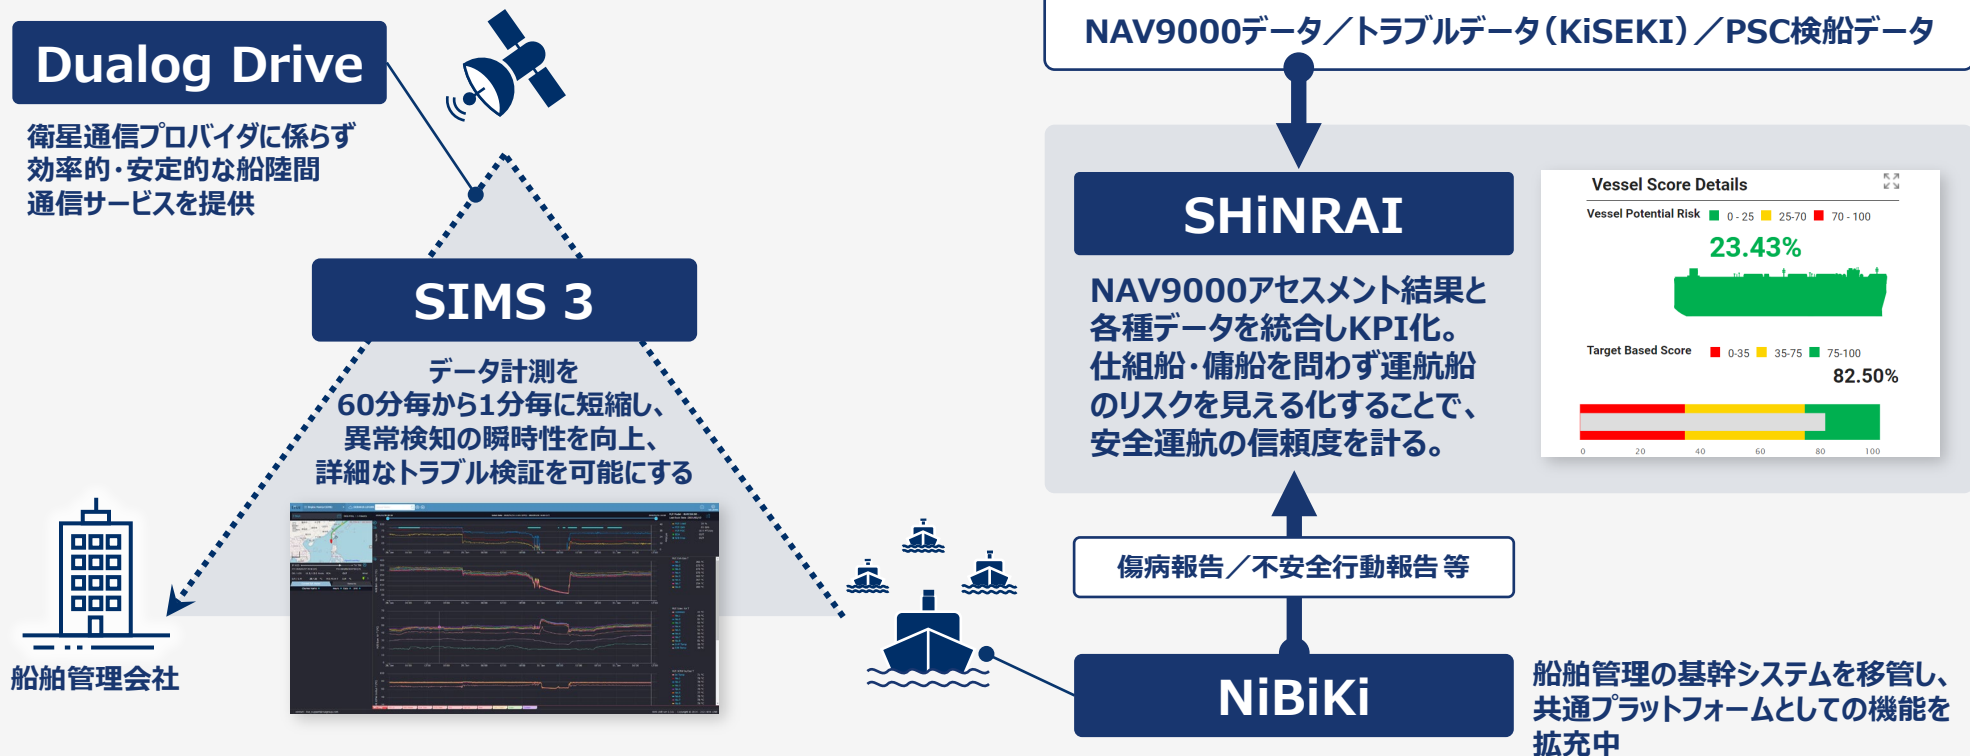 Dualog Drive
衛星通信プロバイダに係らず
効率的・安定的な船陸間
通信サービスを提供
SIMS 3
データ計測を
60分毎から1分毎に短縮し、
異常検知の瞬時性を向上、
詳細なトラブル検証を可能にする
船舶管理会社
NAV9000データ／トラブルデータ（KiSEKI）／PSC検船データ
SHiNRAI
NAV9000アセスメント結果と
各種データを統合しKPI化。
仕組船・傭船を問わず運航船
のリスクを見える化することで、
安全運航の信頼度を計る。
Vessel Score Details
Vessel Potential Risk 0 - 25 25-70 70 - 100
23.43%
Target Based Score 0-35 35-75 75-100
82.50%
0 20 40 60 80 100
傷病報告／不安全行動報告 等
NiBiKi
船舶管理の基幹システムを移管し、
共通プラットフォームとしての機能を
拡充中